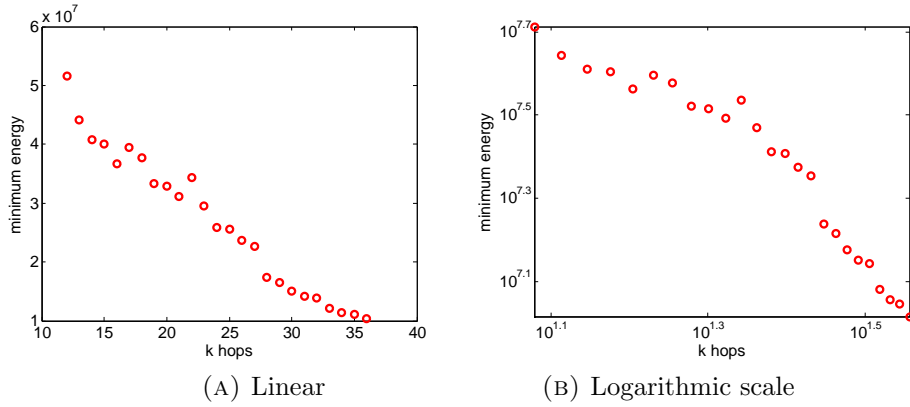 x 10⁷
6
5
4
3
2
1
10 15 20 25 30 35 40
minimum energy
k hops
(A) Linear
10^7.7
10^7.5
10^7.3
10^7.1
10^1.1 10^1.3 10^1.5
minimum energy
k hops
(B) Logarithmic scale